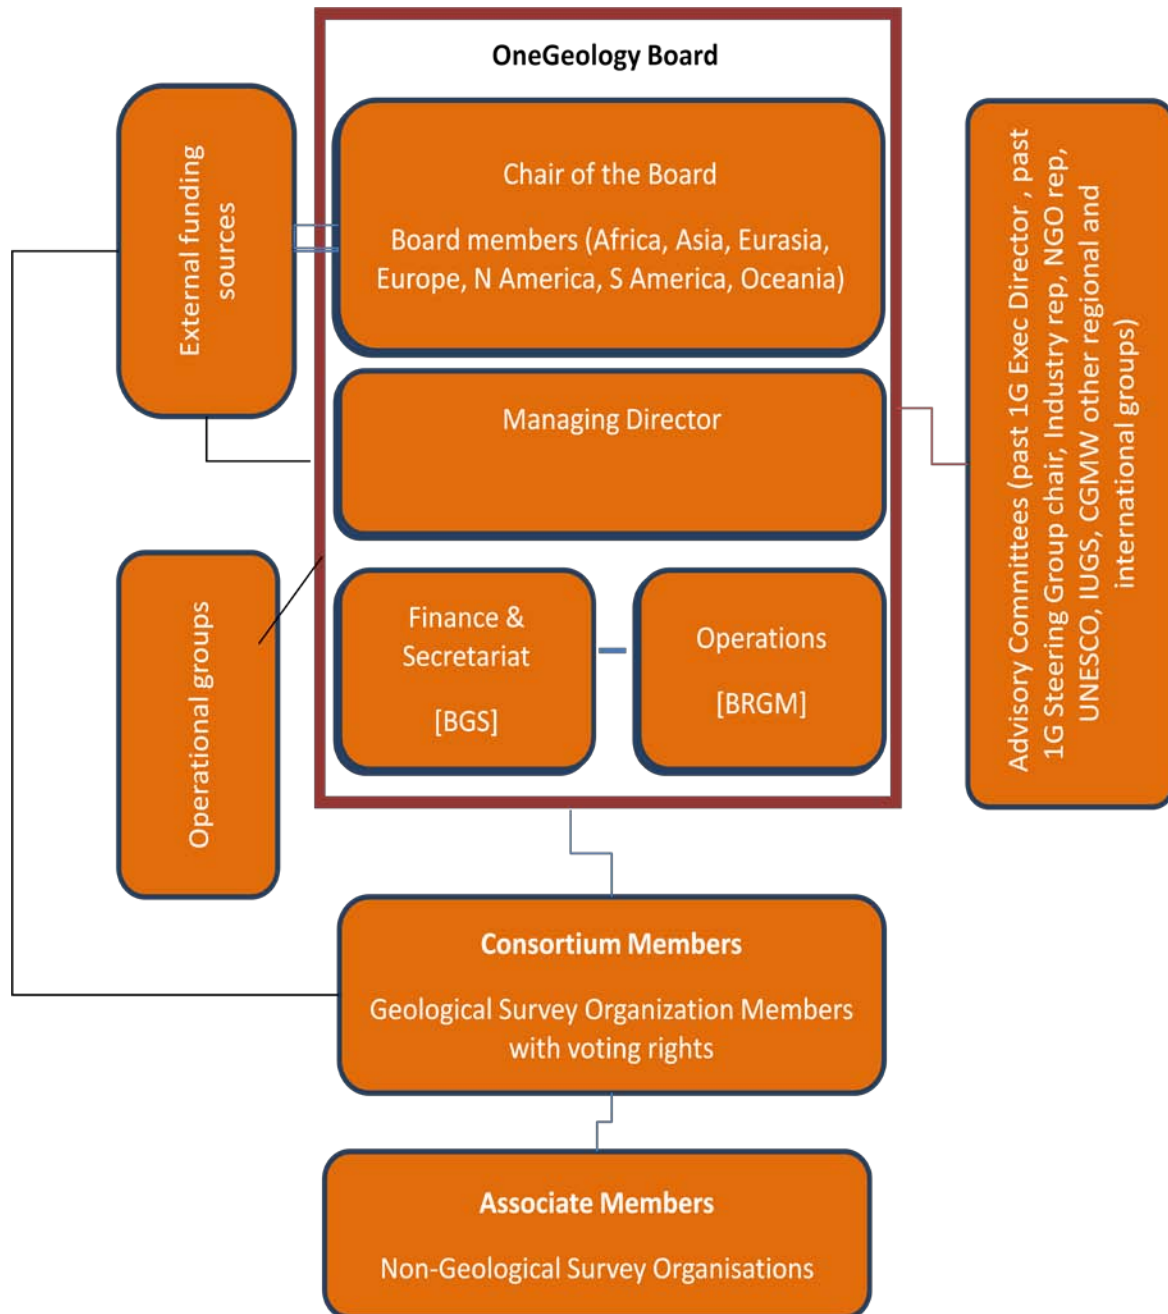 OneGeology Board
Chair of the Board
Board members (Africa, Asia, Eurasia,
Europe, N America, S America, Oceania)
Managing Director
Finance &
Secretariat
[BGS]
Operations
[BRGM]
External funding
sources
Operational groups
Advisory Committees (past 1G Exec Director , past
1G Steering Group chair, Industry rep, NGO rep,
UNESCO, IUGS, CGMW other regional and
international groups)
Consortium Members
Geological Survey Organization Members
with voting rights
Associate Members
Non-Geological Survey Organisations